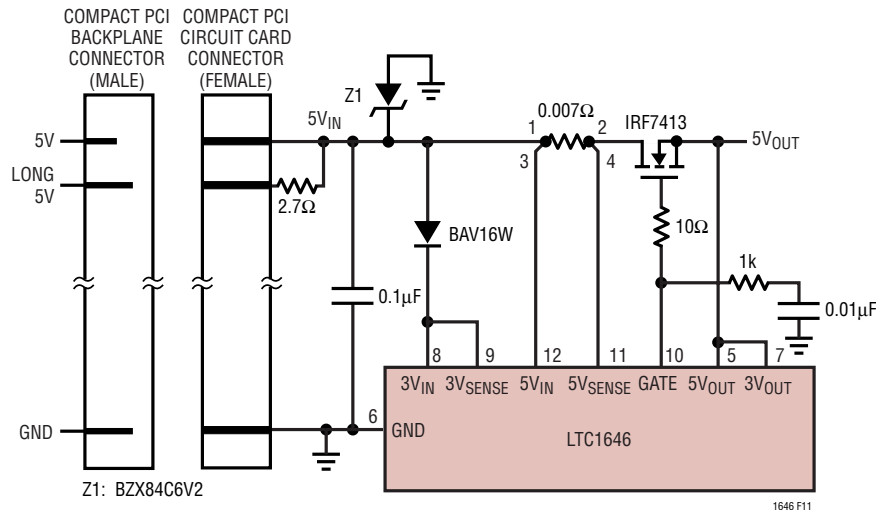 COMPACT PCI
BACKPLANE
CONNECTOR
(MALE)
COMPACT PCI
CIRCUIT CARD
CONNECTOR
(FEMALE)
5V
LONG
5V
GND
5VIN
2.7Ω
Z1
0.1µF
BAV16W
0.007Ω
1
2
3
4
IRF7413
5VOUT
10Ω
1k
0.01µF
8
9
12
11
10
5
7
3VIN
3VSENSE
5VIN
5VSENSE
GATE
5VOUT
3VOUT
6
GND
LTC1646
Z1: BZX84C6V2
1646 F11